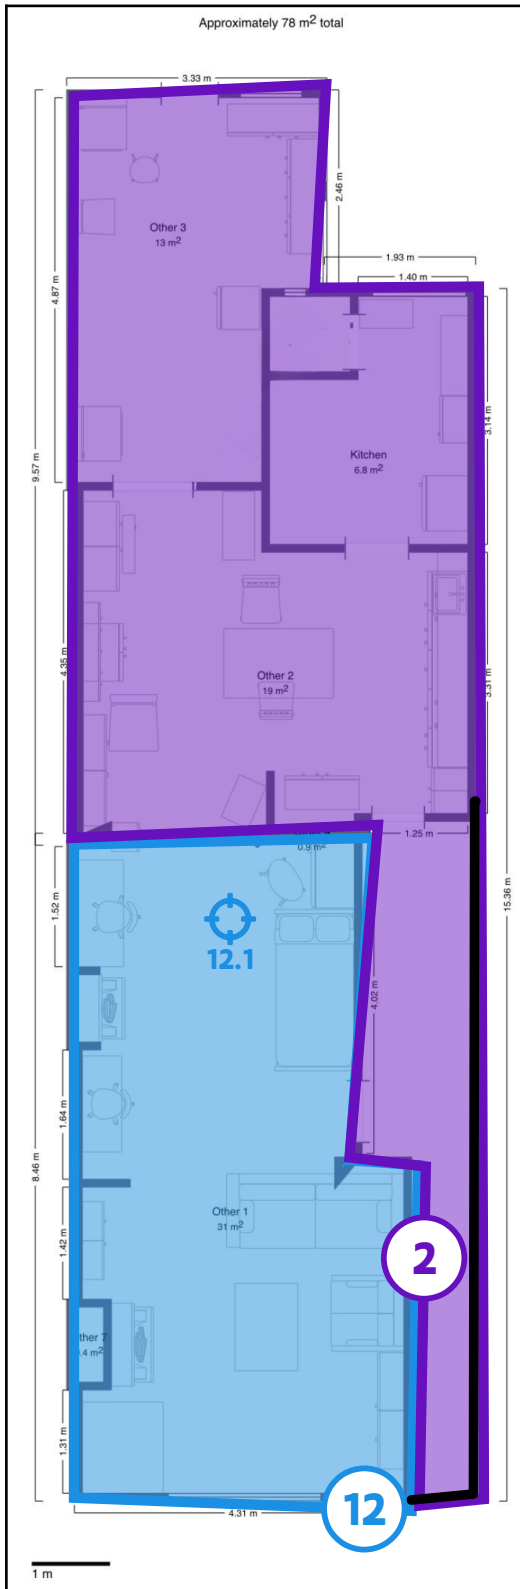 Approximately 78 m² total
3.33 m
2.46 m
1.93 m
1.40 m
Other 3
13 m²
4.87 m
9.57 m
3.14 m
Kitchen
6.8 m²
4.35 m
Other 2
19 m²
3.31 m
1.25 m
0.9 m²
15.36 m
1.52 m
12.1
4.02 m
1.64 m
8.46 m
Other 1
31 m²
1.42 m
2
1.31 m
12
4.31 m
1 m